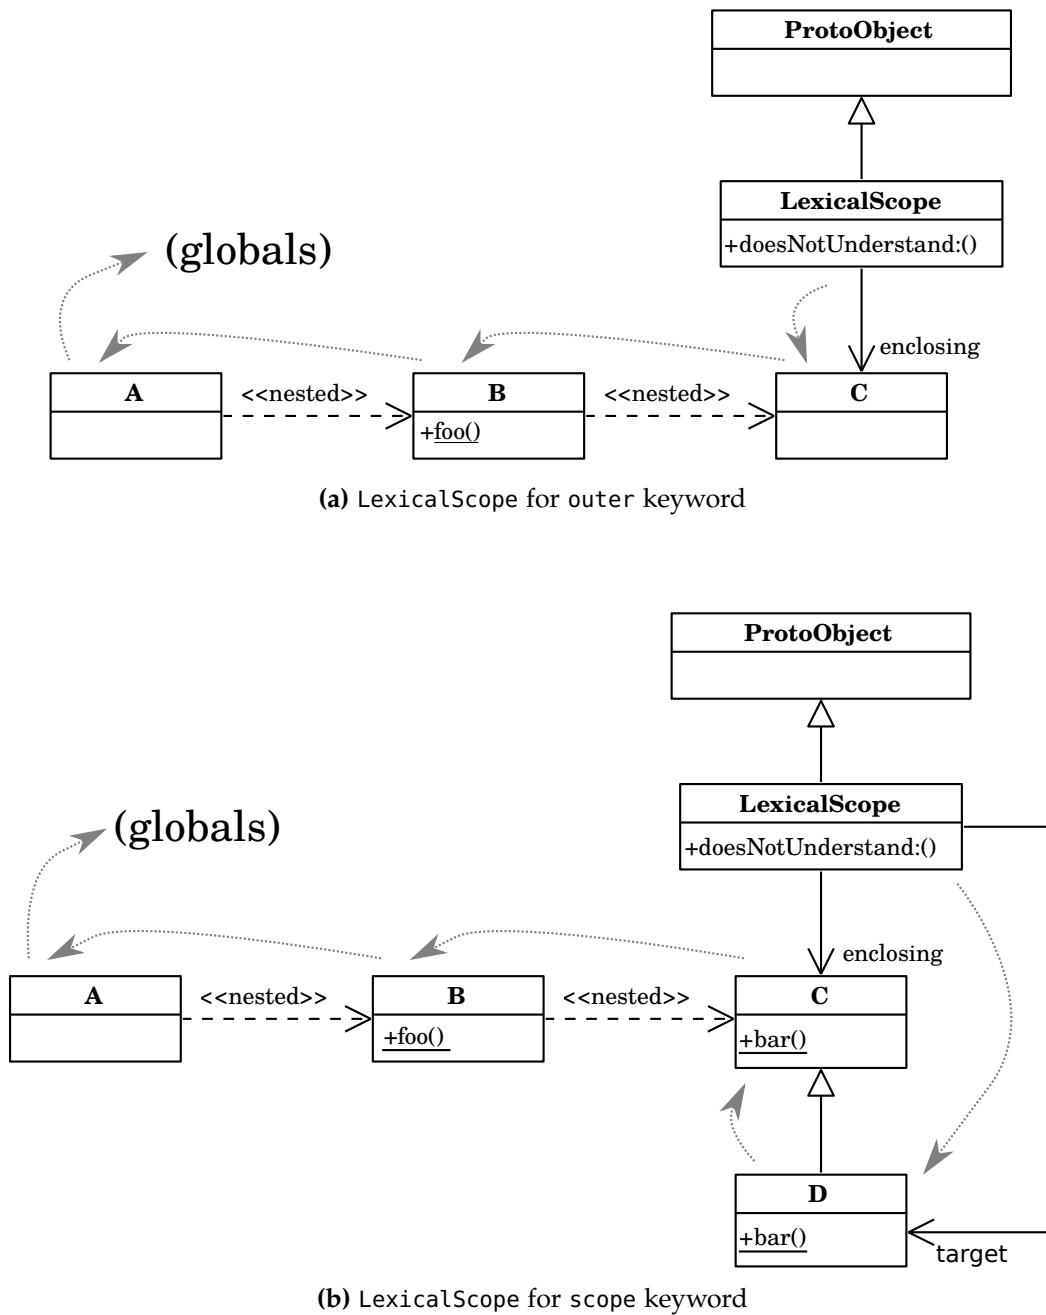 ProtoObject
LexicalScope
+doesNotUnderstand:()
(globals)
enclosing
A
<<nested>>
B
<<nested>>
C
+foo()
(a) LexicalScope for outer keyword
ProtoObject
LexicalScope
+doesNotUnderstand:()
(globals)
enclosing
A
<<nested>>
B
<<nested>>
C
+foo()
+bar()
D
+bar()
target
(b) LexicalScope for scope keyword